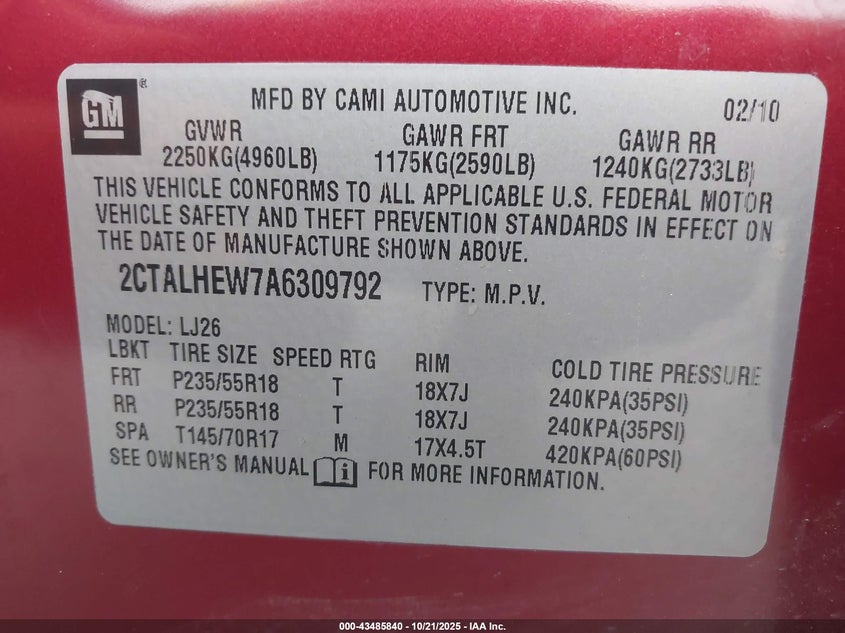 GM ®
MFD BY CAMI AUTOMOTIVE INC. 02/10
GVWR GAWR FRT GAWR RR
2250KG(4960LB) 1175KG(2590LB) 1240KG(2733LB)
THIS VEHICLE CONFORMS TO ALL APPLICABLE U.S. FEDERAL MOTOR
VEHICLE SAFETY AND THEFT PREVENTION STANDARDS IN EFFECT ON
THE DATE OF MANUFACTURE SHOWN ABOVE.
2CTALHEW7A6309792 TYPE: M.P.V.
MODEL: LJ26
LBKT TIRE SIZE SPEED RTG RIM COLD TIRE PRESSURE
FRT P235/55R18 T 18X7J 240KPA(35PSI)
RR P235/55R18 T 18X7J 240KPA(35PSI)
SPA T145/70R17 M 17X4.5T 420KPA(60PSI)
SEE OWNER'S MANUAL i FOR MORE INFORMATION.
000-43485840 - 10/21/2025 - IAA Inc.